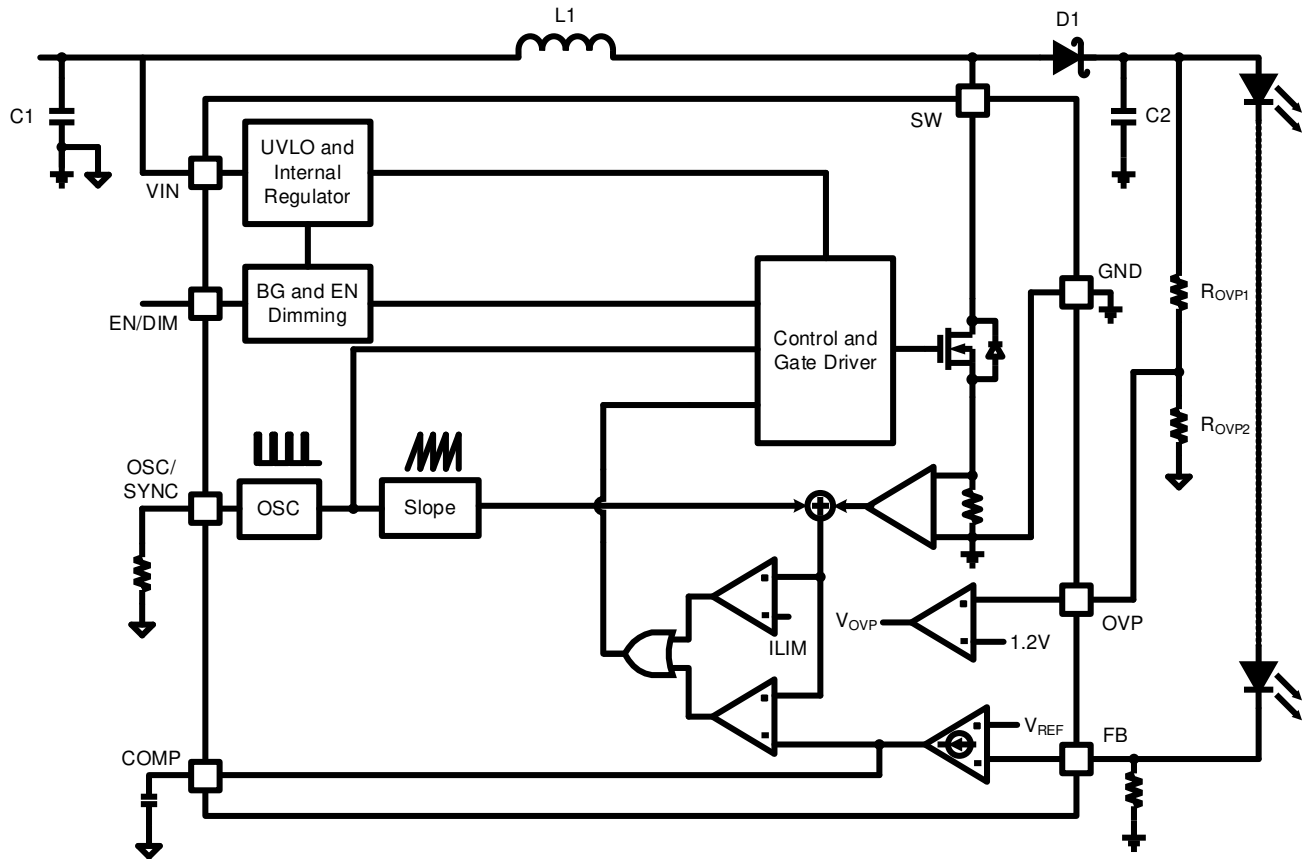 L1
D1
C1
SW
C2
UVLO and
Internal
Regulator
VIN
GND
BG and EN
Dimming
EN/DIM
ROVP1
Control and
Gate Driver
ROVP2
OSC/
SYNC
OSC
Slope
+
VOVP
OVP
1.2V
ILIM
VREF
FB
COMP